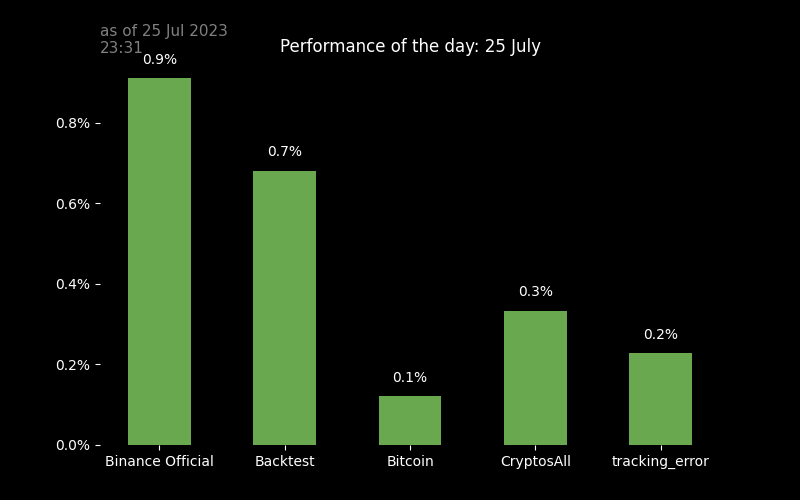 as of 25 Jul 2023
23:31
Performance of the day: 25 July
0.9%
0.7%
0.1%
0.3%
0.2%
0.8%
0.6%
0.4%
0.2%
0.0%
Binance Official
Backtest
Bitcoin
CryptosAll
tracking_error